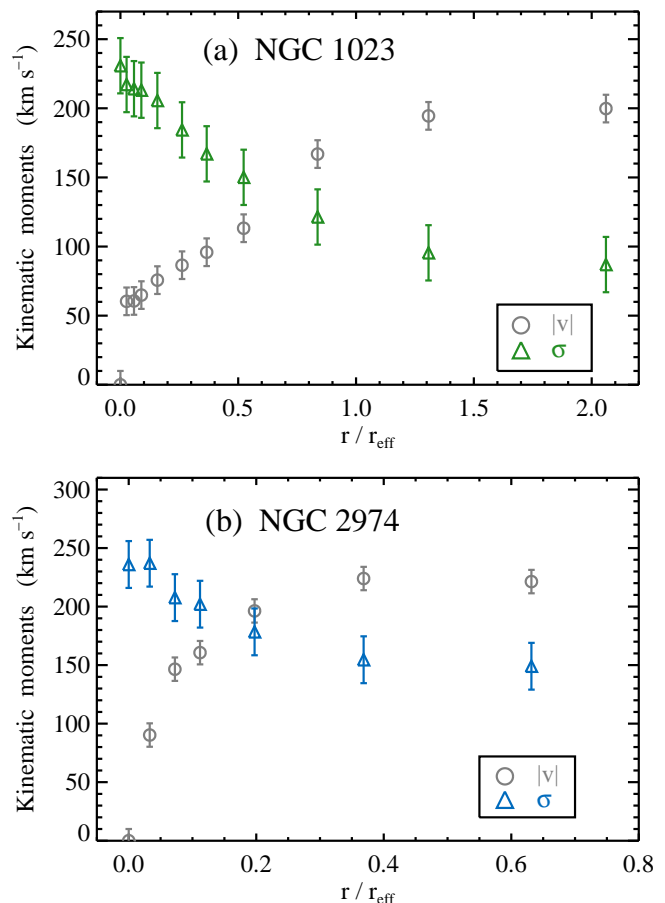 (a) NGC 1023
Kinematic moments (km s⁻¹)
250
200
150
100
50
0
|v|
σ
0.0 0.5 1.0 1.5 2.0
r / r_eff
(b) NGC 2974
Kinematic moments (km s⁻¹)
300
250
200
150
100
50
0
|v|
σ
0.0 0.2 0.4 0.6 0.8
r / r_eff